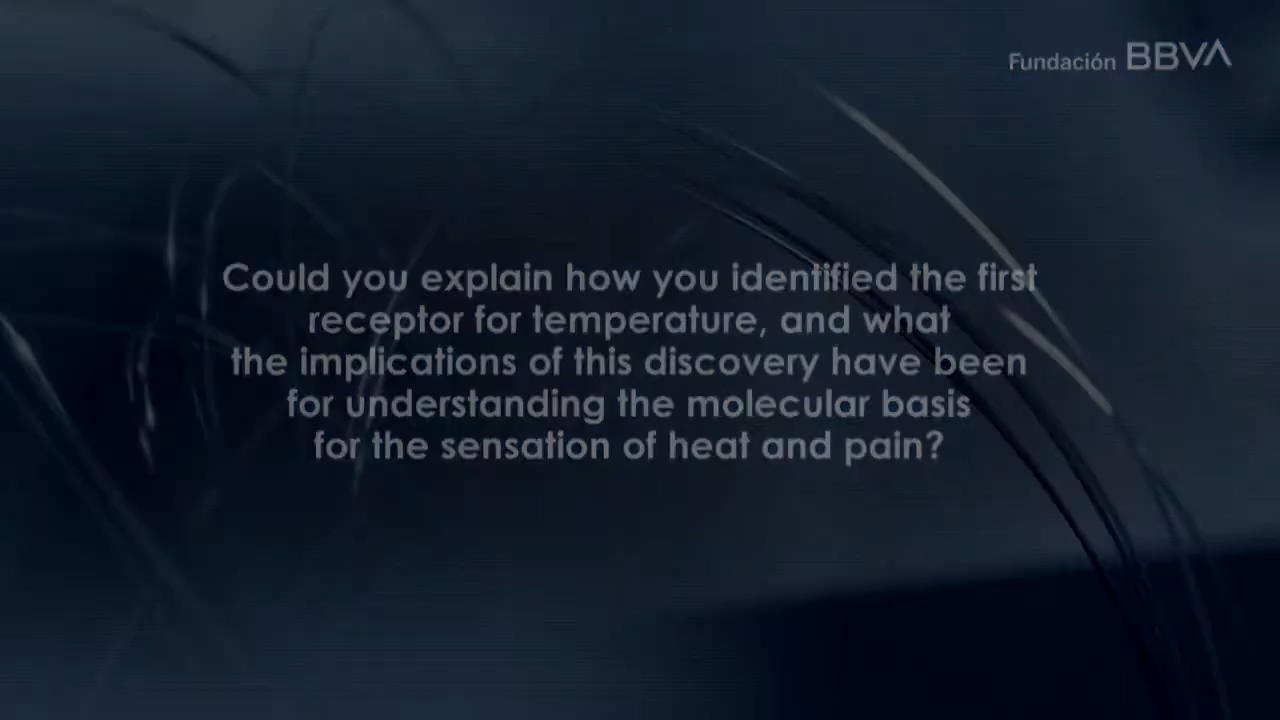 Fundación BBVA
Could you explain how you identified the first
receptor for temperature, and what
the implications of this discovery have been
for understanding the molecular basis
for the sensation of heat and pain?